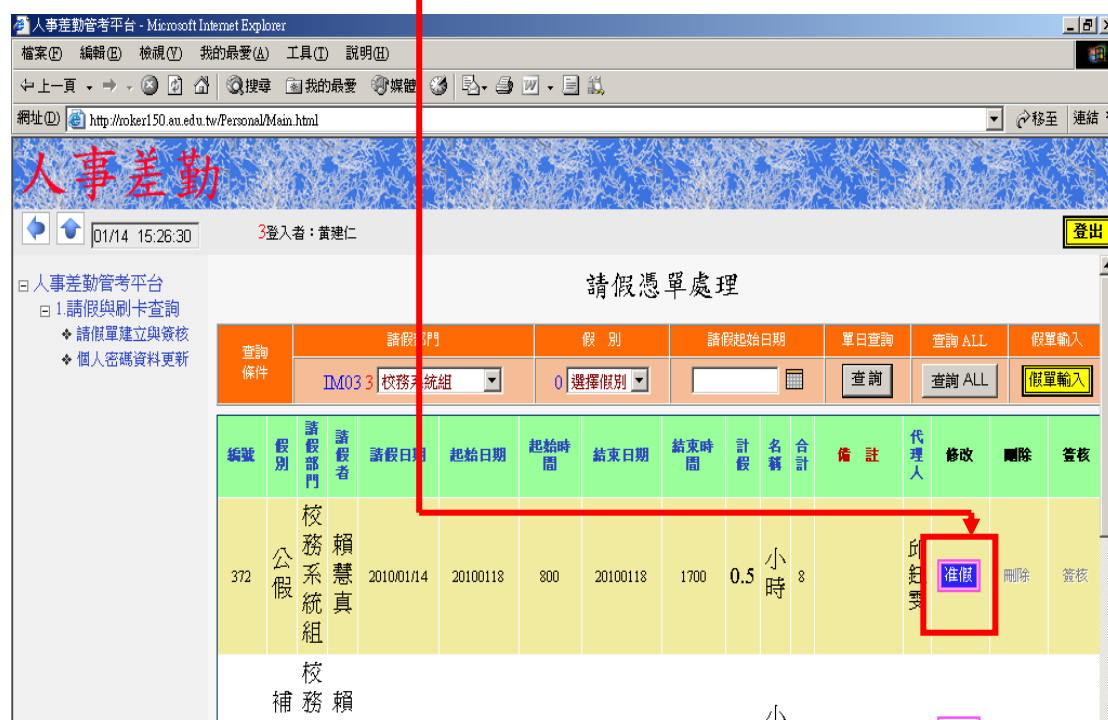 人事差勤管考平台 - Microsoft Internet Explorer
檔案(F) 編輯(E) 檢視(V) 我的最愛(A) 工具(T) 說明(H)
上一頁 搜尋 我的最愛 媒體
網址(D) http://roker150.au.edu.tw/Personal/Main.html 移至 連結
人事差勤
01/14 15:26:30 3登入者：黃建仁 登出
人事差勤管考平台
1.請假與刷卡查詢
請假單建立與簽核
個人密碼資料更新
請假憑單處理
查詢條件 請假部門 假 別 請假起始日期 單日查詢 查詢 ALL 假單輸入
IM03 3 校務系統組 0 選擇假別 查詢 查詢 ALL 假單輸入
編號 假別 請假部門 請假者 請假日期 起始日期 起始時間 結束日期 結束時間 計假 名稱 合計 備 註 代理人 修改 刪除 簽核
372 公假 校務系統組 賴慧真 2010/01/14 20100118 800 20100118 1700 0.5 小時 8 邱鈺雯 准假 刪除 簽核
補 校務 賴 小